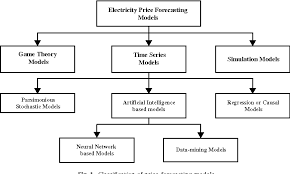 Electricity Price Forecasting
Models
Game Theory
Models
Time Series
Models
Simulation Models
Parsimonious
Stochastic Models
Artificial Intelligence
based models
Regression or Causal
Models
Neural Network
based Models
Data-mining Models